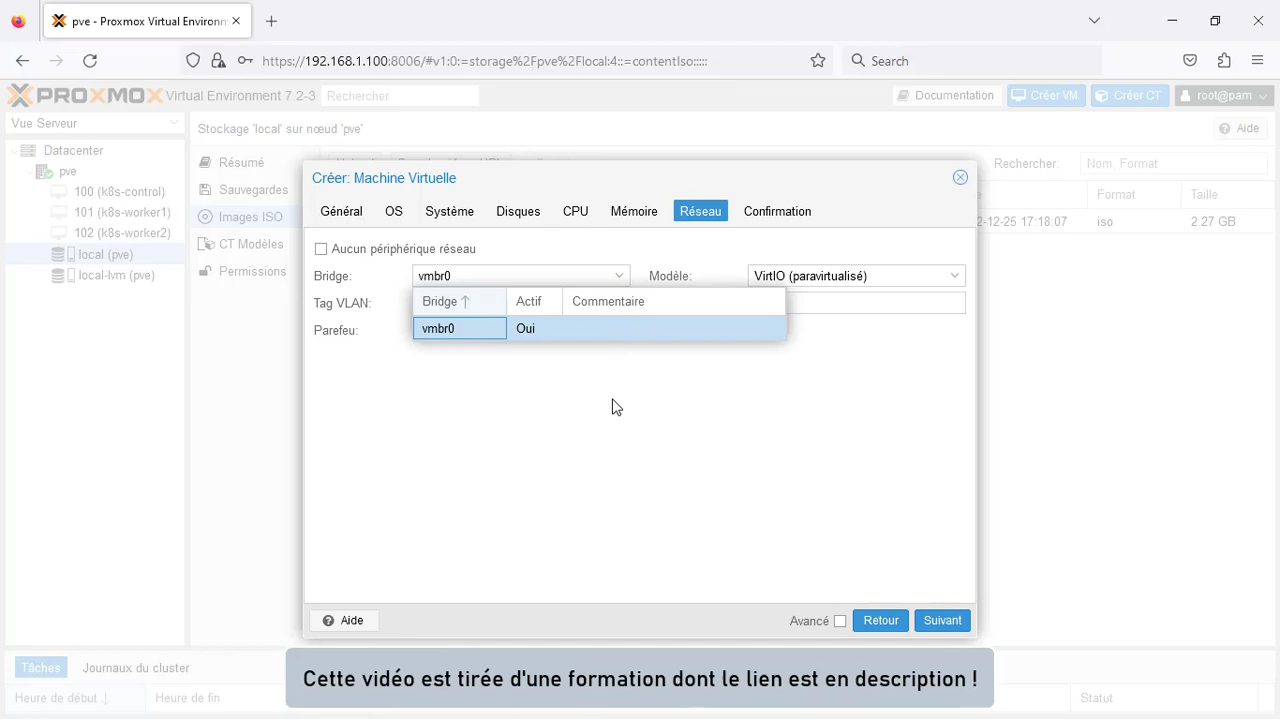 pve - Proxmox Virtual Environm
https://192.168.1.100:8006/#v1:0:=storage%2Fpve%2Flocal:4::=contentIso:::::
Search
PROXMOX Virtual Environment 7.2-3
Rechercher
Documentation
Créer VM
Créer CT
root@pam
Vue Serveur
Stockage 'local' sur nœud 'pve'
Aide
Datacenter
pve
100 (k8s-control)
101 (k8s-worker1)
102 (k8s-worker2)
local (pve)
local-lvm (pve)
Résumé
Sauvegardes
Images ISO
CT Modèles
Permissions
Rechercher:
Nom, Format
Format
Taille
2-12-25 17:18:07
iso
2.27 GB
Créer: Machine Virtuelle
Général
OS
Système
Disques
CPU
Mémoire
Réseau
Confirmation
Aucun périphérique réseau
Bridge:
vmbr0
Modèle:
VirtIO (paravirtualisé)
Tag VLAN:
Parefeu:
Bridge
Actif
Commentaire
vmbr0
Oui
Aide
Avancé
Retour
Suivant
Tâches
Journaux du cluster
Heure de début
Heure de fin
Statut
Cette vidéo est tirée d'une formation dont le lien est en description !